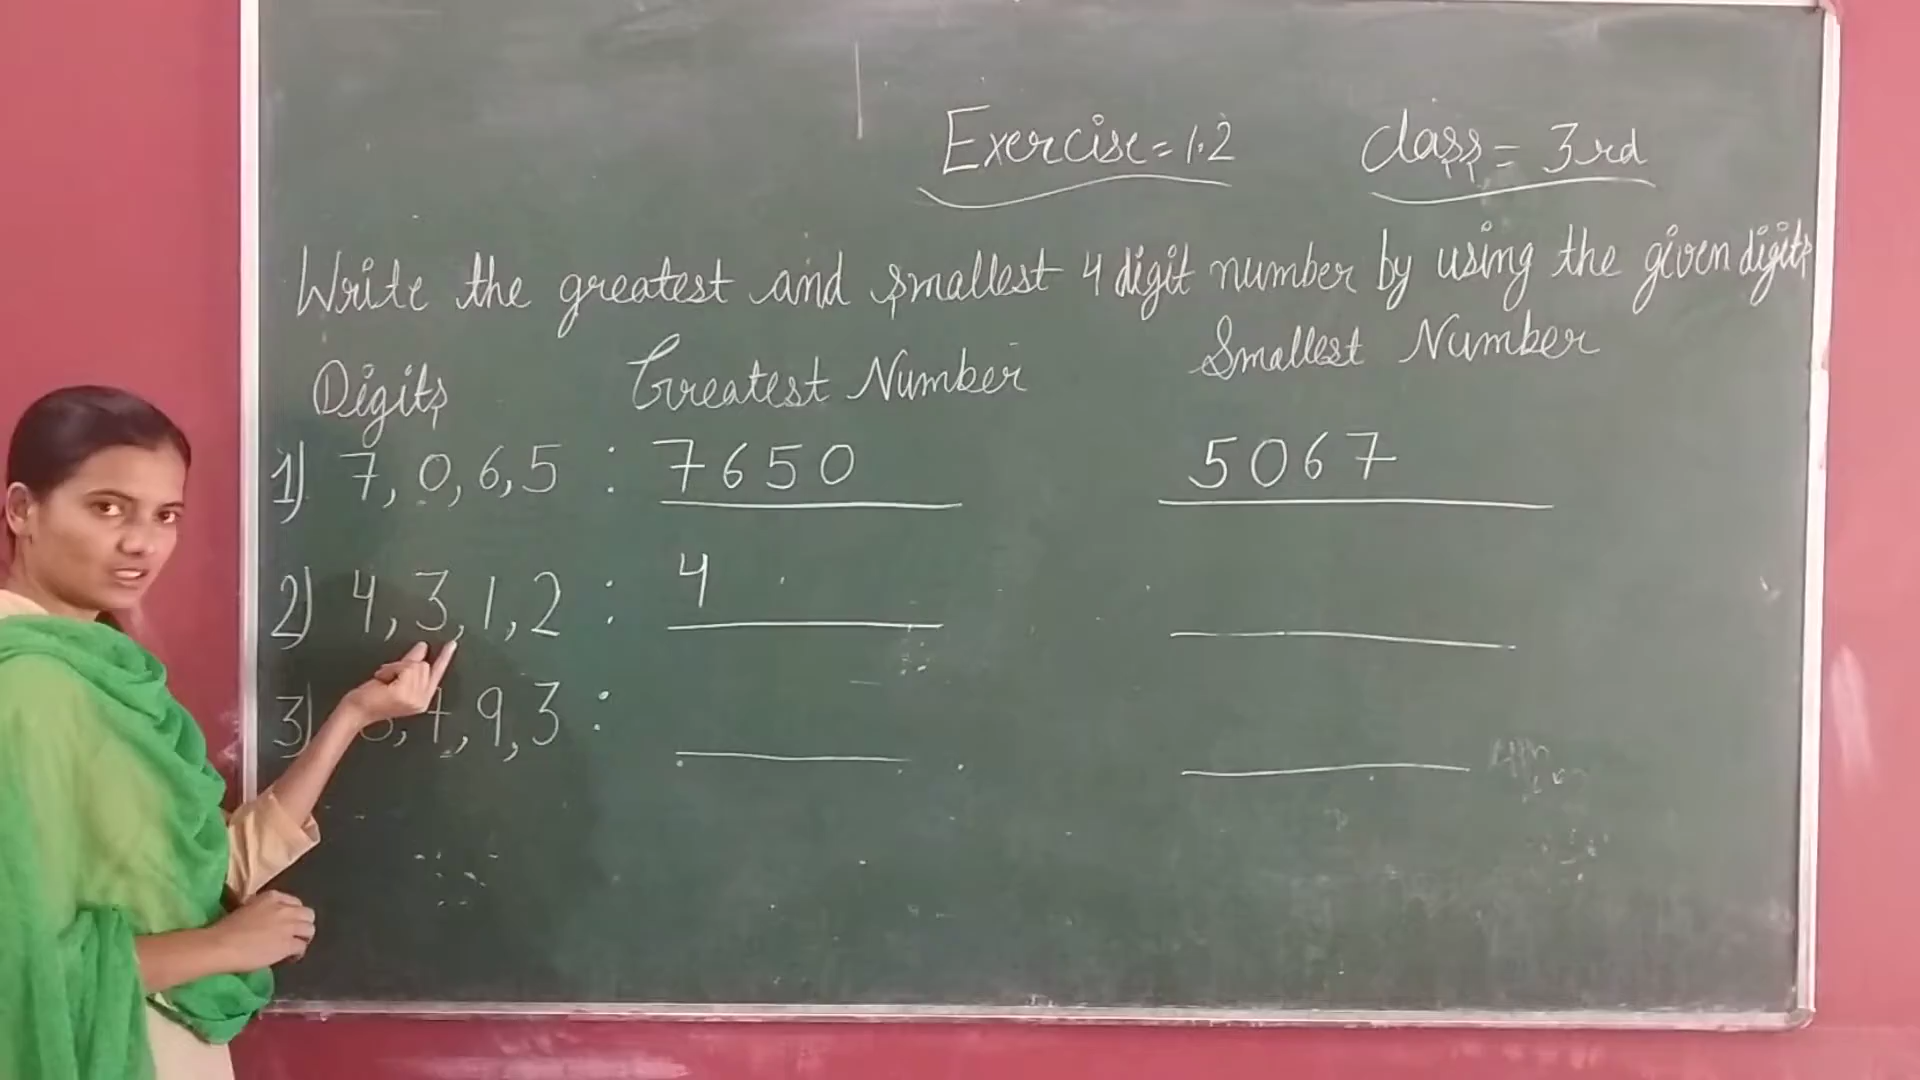 Exercise = 1.2 Class = 3rd
Write the greatest and smallest 4 digit number by using the given digits
Digits Greatest Number Smallest Number
1) 7, 0, 6, 5 : 7650 5067
2) 4, 3, 1, 2 : 4
3) 9, 3 :